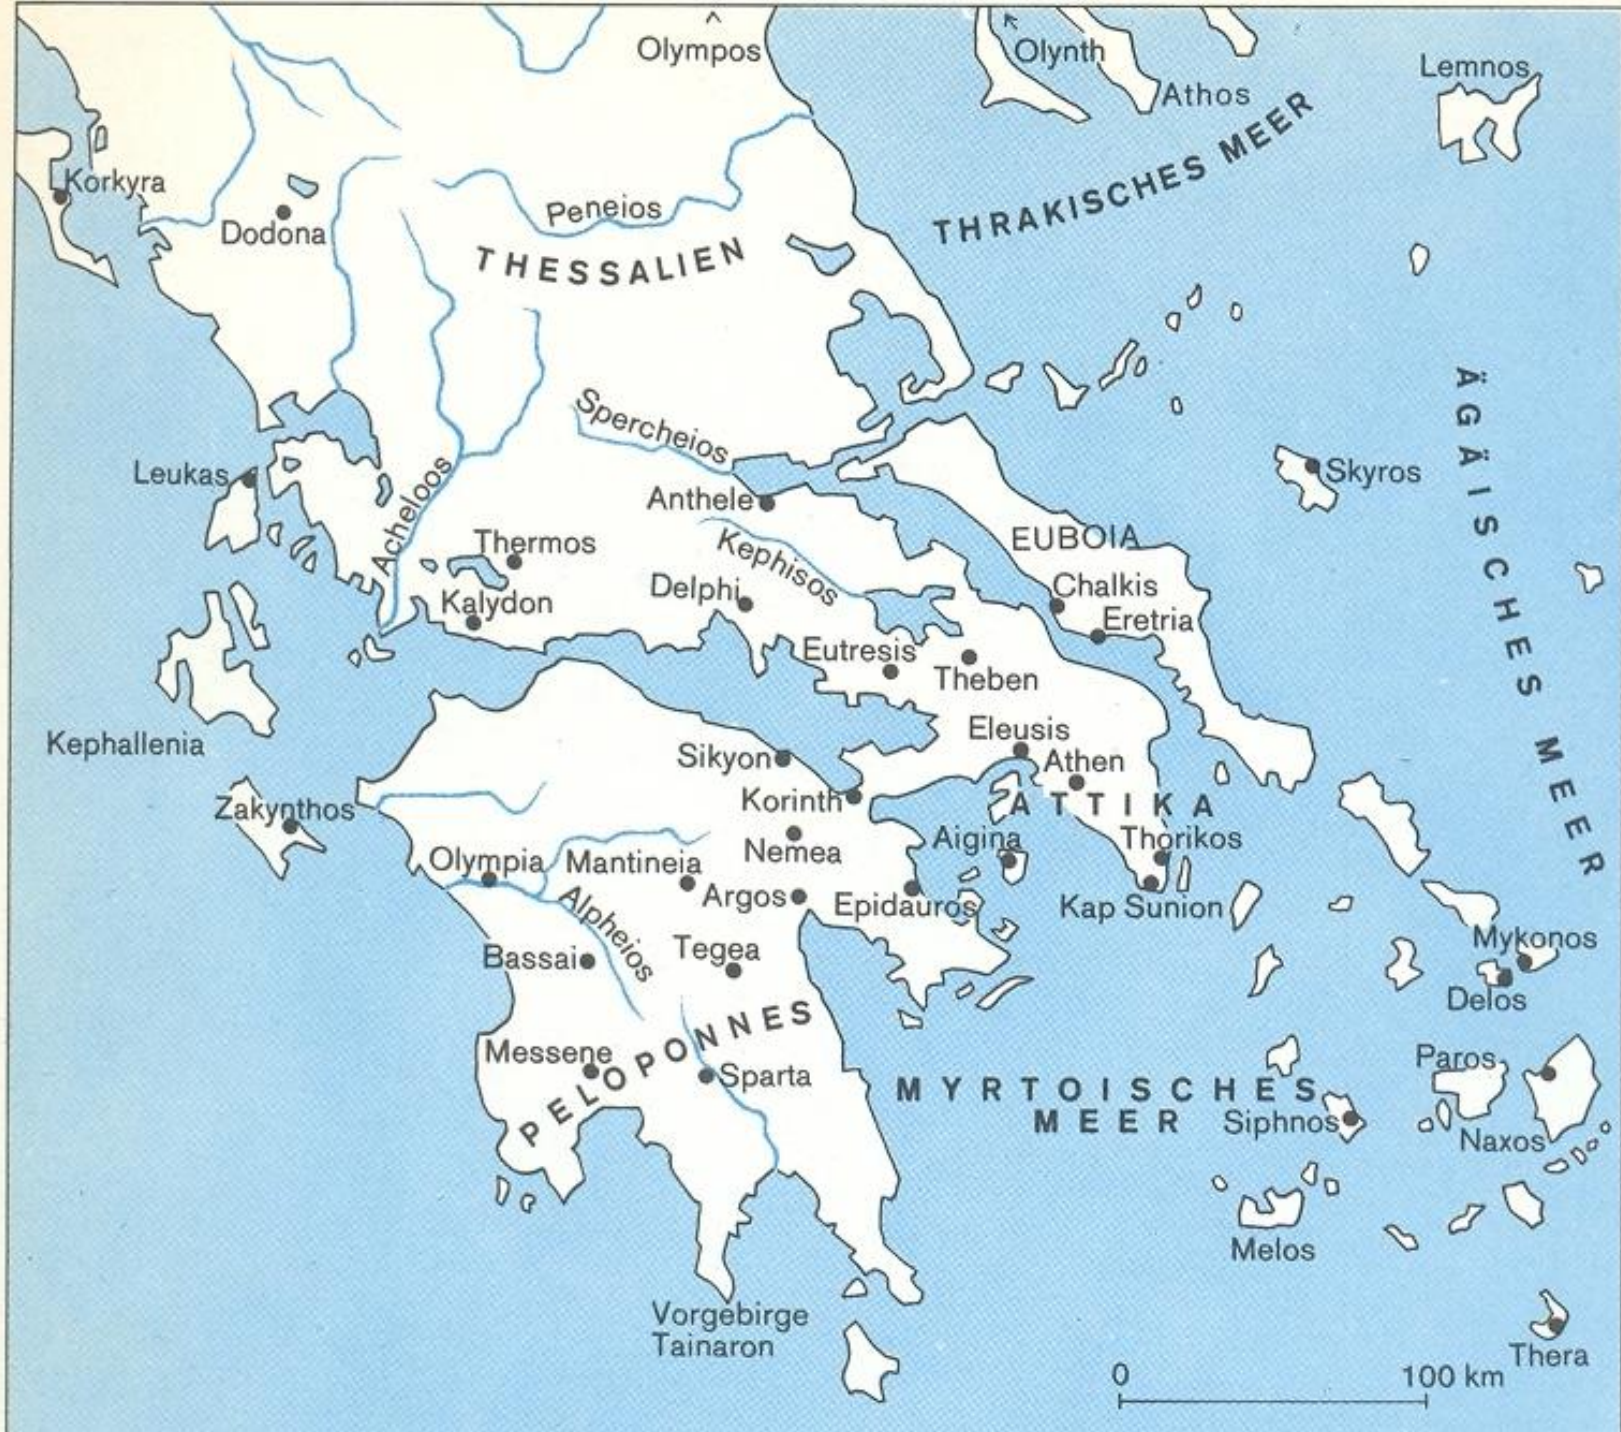 Olympos
Olynth
Athos
Lemnos
THRAKISCHES MEER
Korkyra
Dodona
Peneios
THESSALIEN
ÄGÄISCHES MEER
Spercheios
Leukas
Acheloos
Anthele
Skyros
Kephisos
EUBOIA
Thermos
Kalydon
Delphi
Chalkis
Eretria
Eutresis
Theben
Kephallenia
Eleusis
Athen
Sikyon
Korinth
ATTIKA
Zakynthos
Nemea
Aigina
Thorikos
Olympia
Mantineia
Argos
Epidauros
Kap Sunion
Alpheios
Bassai
Tegea
Mykonos
Delos
PELOPONNES
Messene
Sparta
MYRTOISCHES
MEER
Siphnos
Paros
Naxos
Melos
Vorgebirge
Tainaron
Thera
0 100 km